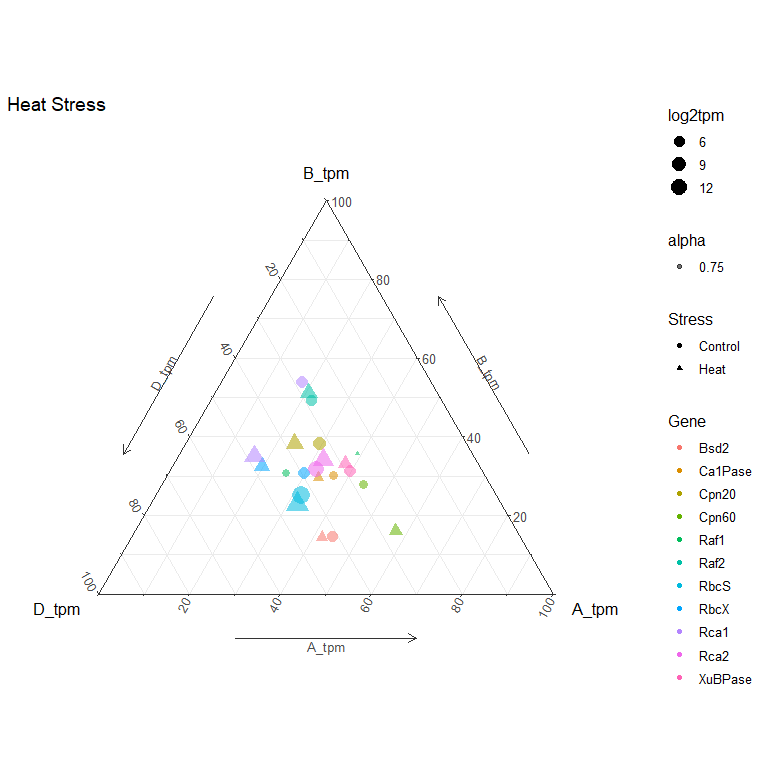 Heat Stress
B_tpm
100
20
80
D_tpm
B_tpm
40
60
60
40
80
20
100
D_tpm
20
40
60
80
100
A_tpm
A_tpm
log2tpm
6
9
12
alpha
0.75
Stress
Control
Heat
Gene
Bsd2
Ca1Pase
Cpn20
Cpn60
Raf1
Raf2
RbcS
RbcX
Rca1
Rca2
XuBPase